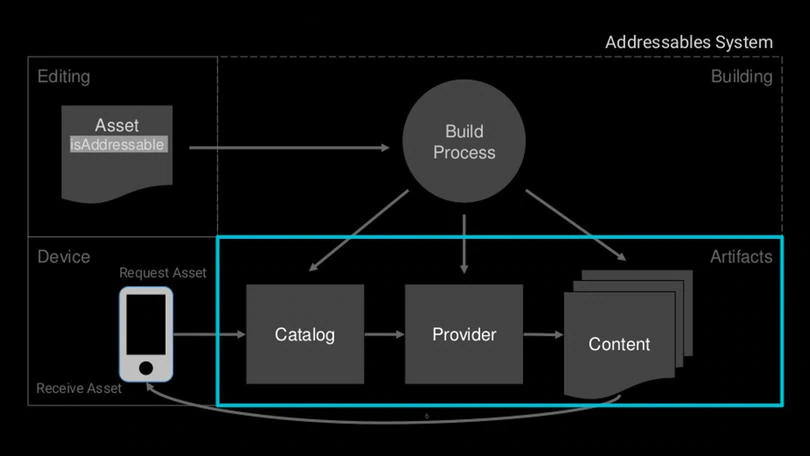 Addressables System
Editing
Building
Asset
isAddressable
Build
Process
Device
Artifacts
Request Asset
Catalog
Provider
Content
Receive Asset
6